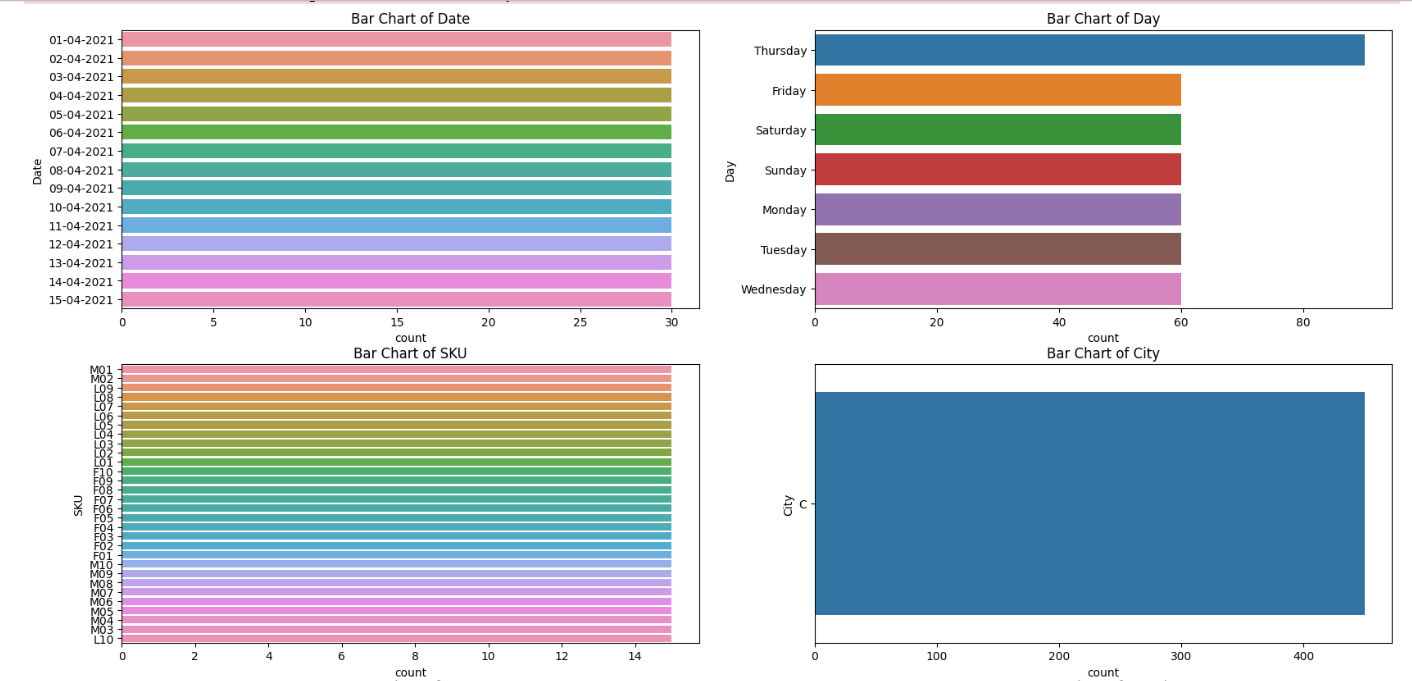 Bar Chart of Date
01-04-2021
02-04-2021
03-04-2021
04-04-2021
05-04-2021
06-04-2021
07-04-2021
08-04-2021
09-04-2021
10-04-2021
11-04-2021
12-04-2021
13-04-2021
14-04-2021
15-04-2021
Date
0 5 10 15 20 25 30
count
Bar Chart of Day
Thursday
Friday
Saturday
Sunday
Monday
Tuesday
Wednesday
Day
0 20 40 60 80
count
Bar Chart of SKU
M01
M02
L09
L08
L07
L06
L05
L04
L03
L02
L01
F10
F09
F08
F07
F06
F05
F04
F03
F02
F01
M10
M09
M08
M07
M06
M05
M04
M03
L10
SKU
0 2 4 6 8 10 12 14
count
Bar Chart of City
C
City
0 100 200 300 400
count